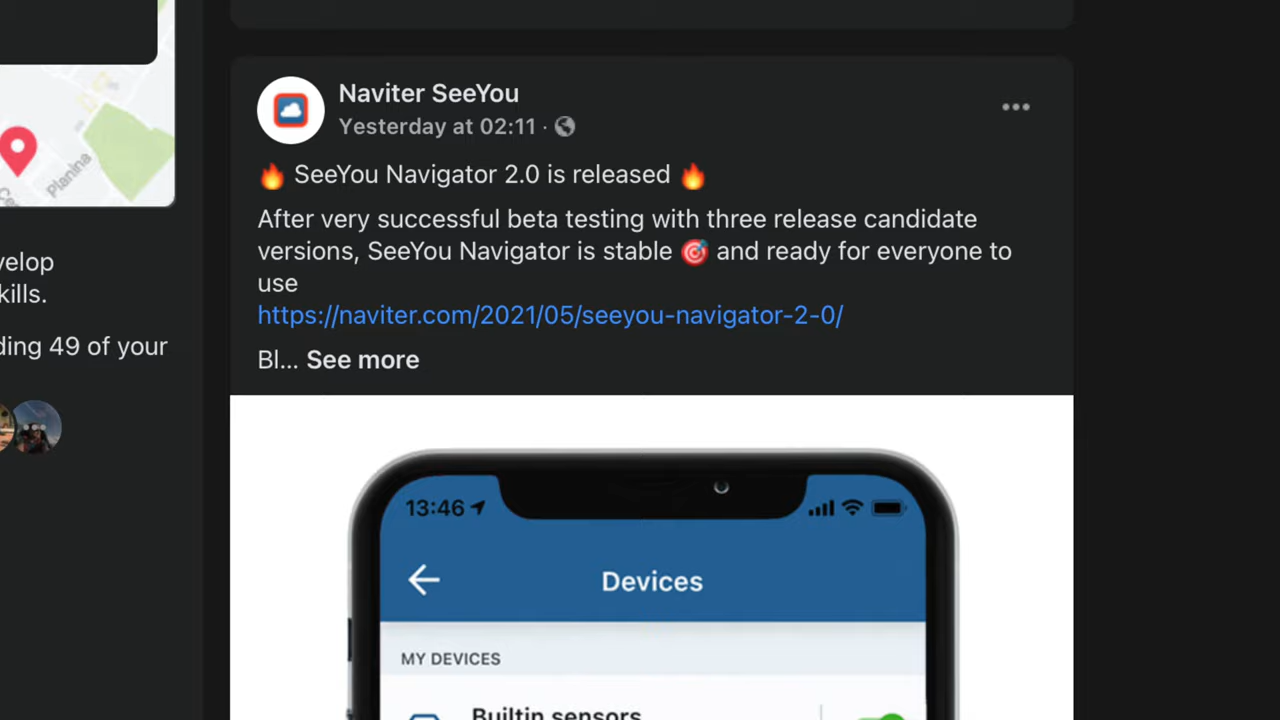 Planina
velop
kills.
ding 49 of your
Naviter SeeYou
Yesterday at 02:11 ·
🔥 SeeYou Navigator 2.0 is released 🔥
After very successful beta testing with three release candidate
versions, SeeYou Navigator is stable 🎯 and ready for everyone to
use
https://naviter.com/2021/05/seeyou-navigator-2-0/
Bl... See more
13:46
Devices
MY DEVICES
Builtin sensors